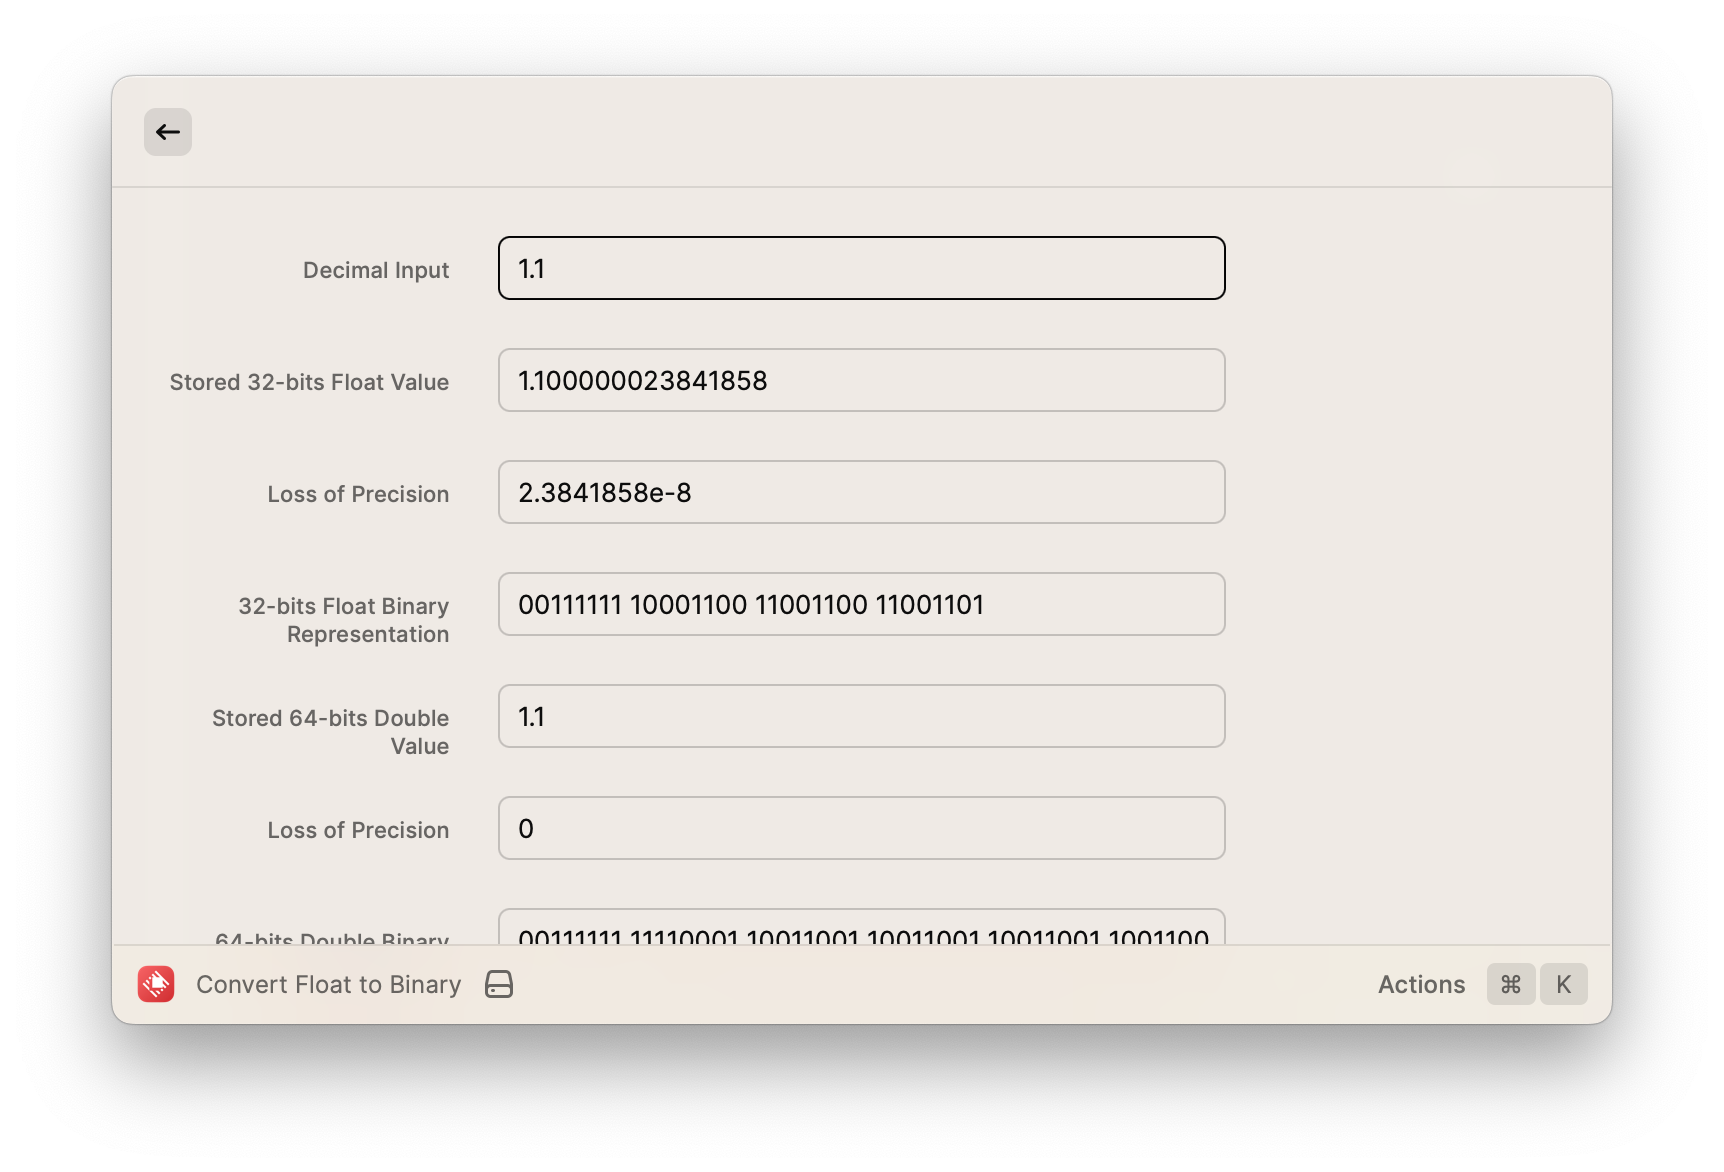 Decimal Input
1.1
Stored 32-bits Float Value
1.100000023841858
Loss of Precision
2.3841858e-8
32-bits Float Binary
Representation
00111111 10001100 11001100 11001101
Stored 64-bits Double
Value
1.1
Loss of Precision
0
64-bits Double Binary
00111111 11110001 10011001 10011001 10011001 1001100
Convert Float to Binary
Actions ⌘ K